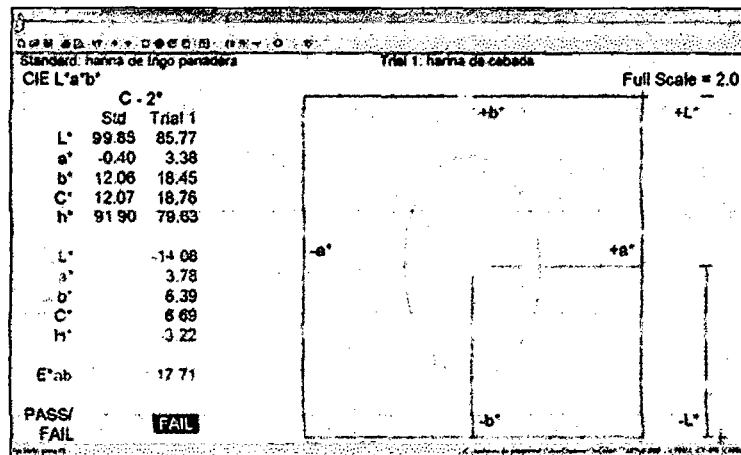 Standard: harina de trigo panadera Trial 1: harina de cebada
CIE L*a*b* Full Scale = 2.0
C - 2°
Std Trial 1
L* 99.85 85.77
a* -0.40 3.38
b* 12.06 18.45
C* 12.07 18.76
h* 91.90 79.63
L* -14.08
a* 3.78
b* 6.39
C* 6.69
H* -3.22
E*ab 17.71
PASS/
FAIL FAIL
+b* +L*
-a* +a*
-b* -L*